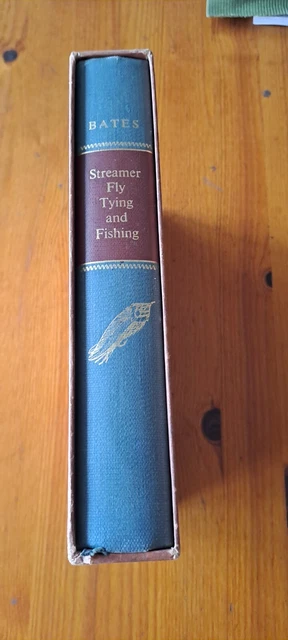 BATES
Streamer
Fly
Tying
and
Fishing